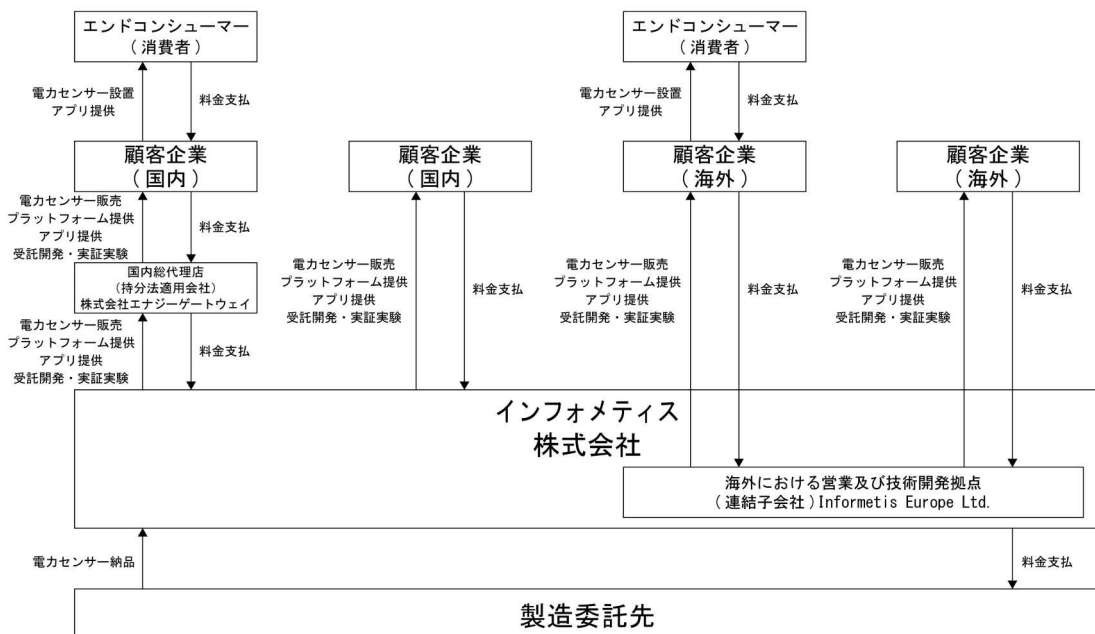 エンドコンシューマー
（消費者）
エンドコンシューマー
（消費者）
電力センサー設置
アプリ提供
料金支払
電力センサー設置
アプリ提供
料金支払
顧客企業
（国内）
顧客企業
（国内）
顧客企業
（海外）
顧客企業
（海外）
電力センサー販売
プラットフォーム提供
アプリ提供
受託開発・実証実験
料金支払
国内総代理店
（持分法適用会社）
株式会社エナジーゲートウェイ
電力センサー販売
プラットフォーム提供
アプリ提供
受託開発・実証実験
料金支払
電力センサー販売
プラットフォーム提供
アプリ提供
受託開発・実証実験
料金支払
電力センサー販売
プラットフォーム提供
アプリ提供
受託開発・実証実験
料金支払
電力センサー販売
プラットフォーム提供
アプリ提供
受託開発・実証実験
料金支払
インフォメティス
株式会社
海外における営業及び技術開発拠点
（連結子会社）Informetis Europe Ltd.
電力センサー納品
料金支払
製造委託先